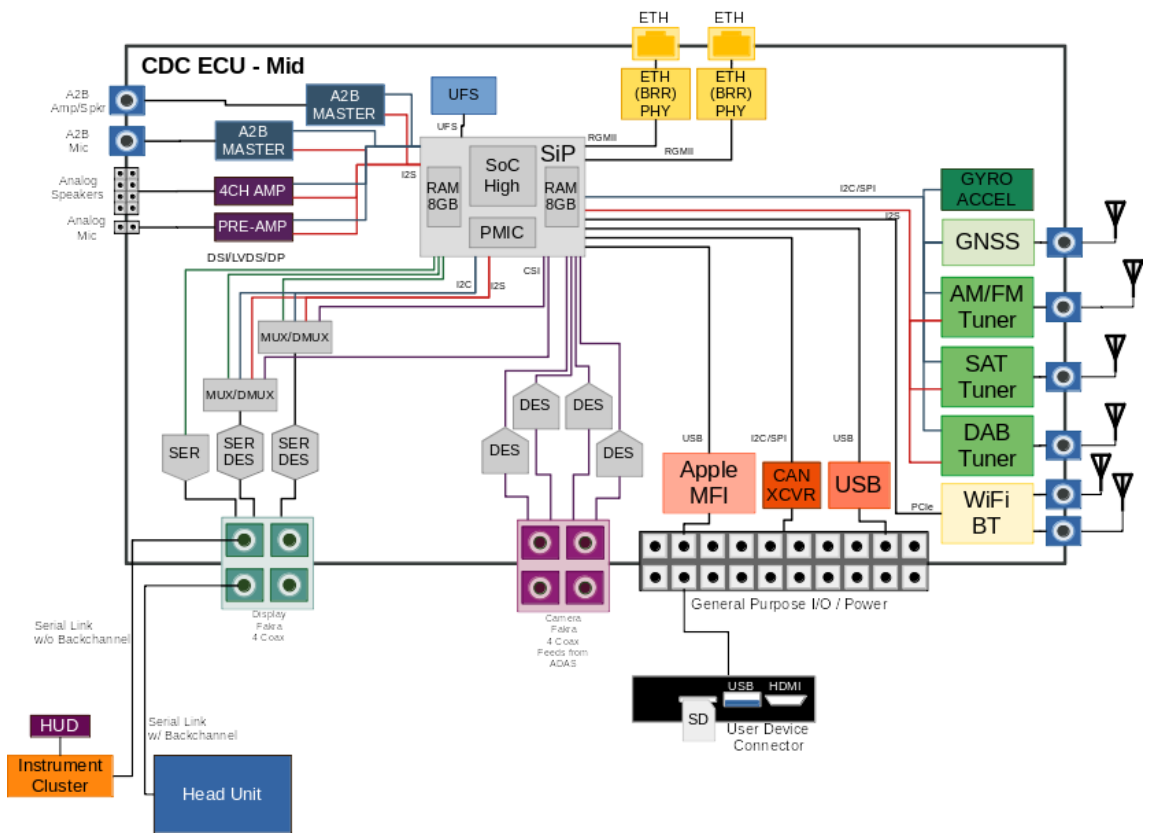 ETH
ETH
CDC ECU - Mid
A2B
Amp/Spkr
A2B
MASTER
UFS
ETH
(BRR)
PHY
ETH
(BRR)
PHY
A2B
Mic
A2B
MASTER
UFS
RGMII
RGMII
SiP
SoC
High
RAM
8GB
RAM
8GB
PMIC
I2S
Analog
Speakers
4CH AMP
Analog
Mic
PRE-AMP
I2C/SPI
I2S
GYRO
ACCEL
GNSS
DSI/LVDS/DP
I2C
I2S
CSI
AM/FM
Tuner
MUX/DMUX
MUX/DMUX
SAT
Tuner
DES
DES
DES
DES
SER
SER
DES
SER
DES
USB
I2C/SPI
USB
DAB
Tuner
Apple
MFI
CAN
XCVR
USB
PCIe
WiFi
BT
General Purpose I/O / Power
Display
Fakra
4 Coax
Camera
Fakra
4 Coax
Feeds from
ADAS
Serial Link
w/o Backchannel
USB
HDMI
SD
User Device
Connector
HUD
Serial Link
w/ Backchannel
Instrument
Cluster
Head Unit